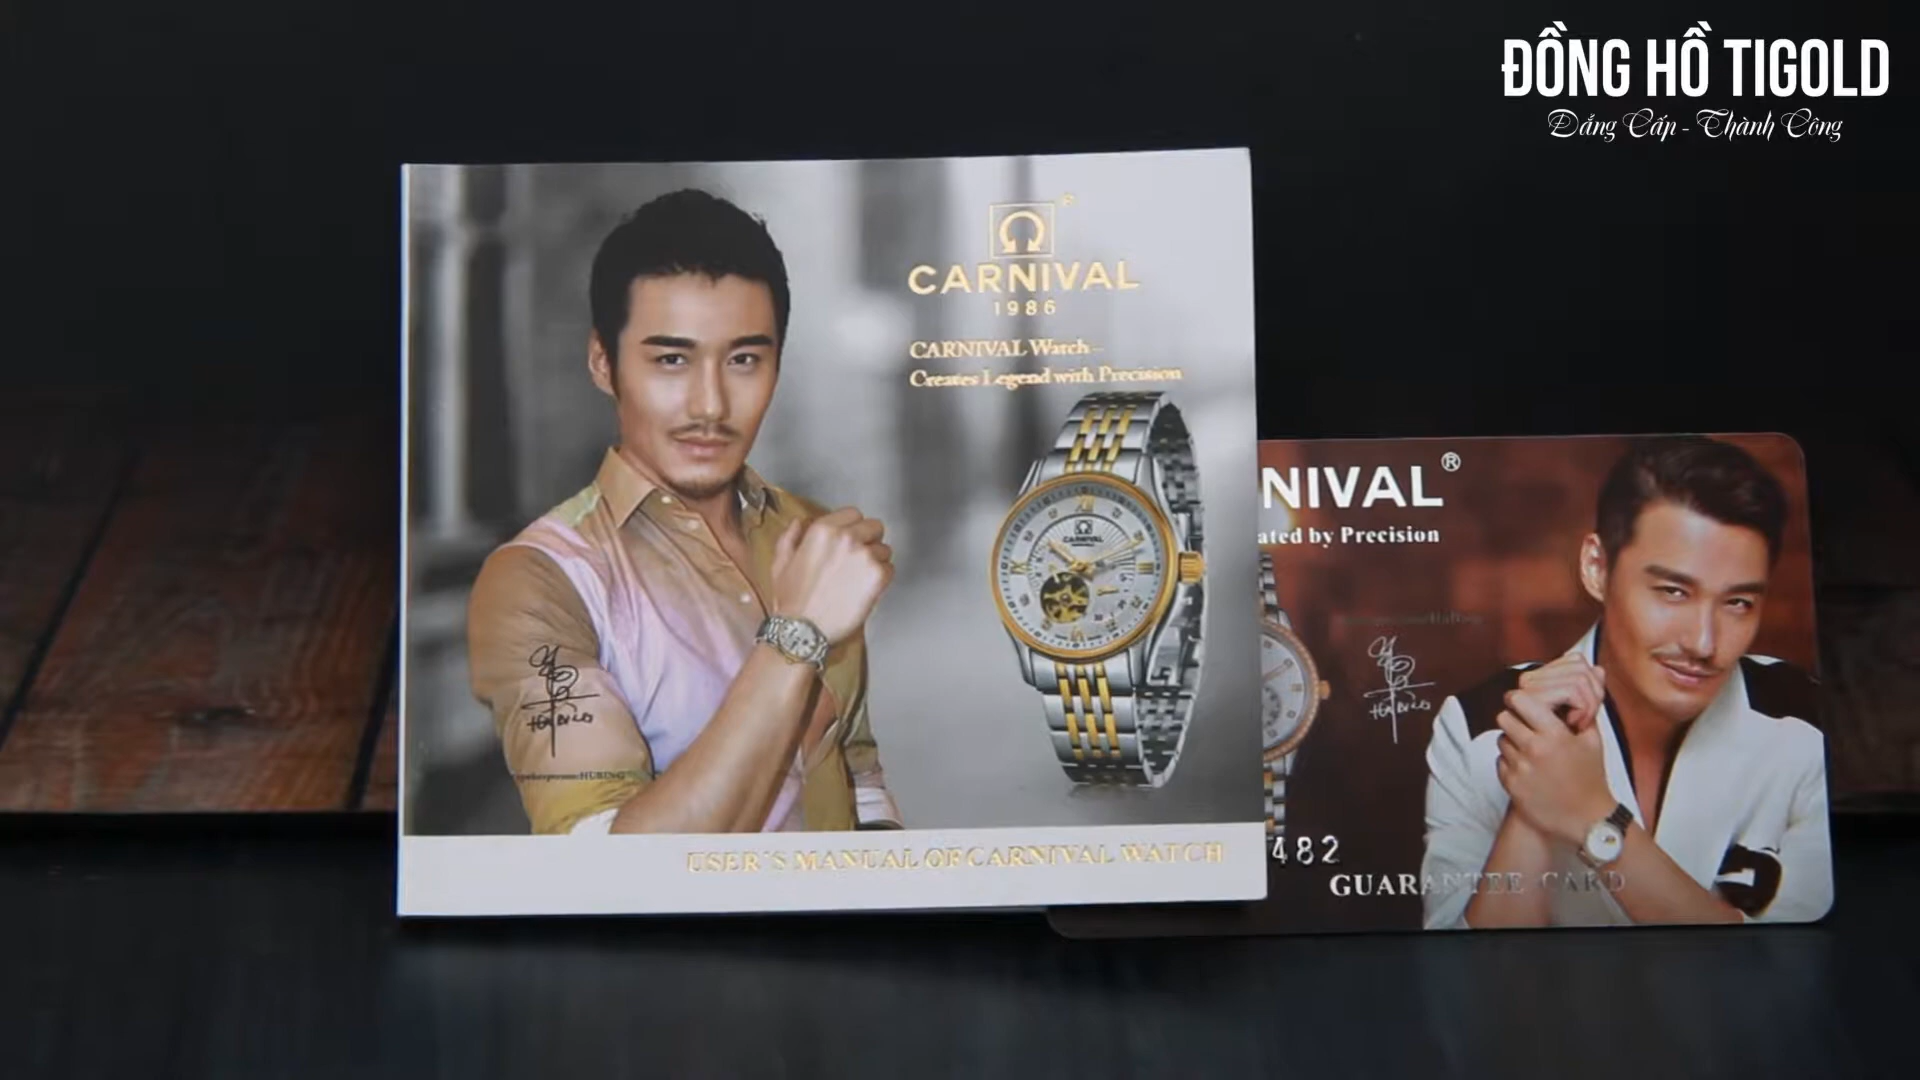 ĐỒNG HỒ TIGOLD
Đẳng Cấp - Thành Công
®
CARNIVAL
1986
CARNIVAL Watch –
Creates Legend with Precision
CARNIVAL
USER'S MANUAL OF CARNIVAL WATCH
NIVAL®
ated by Precision
482
GUARANTEE CARD